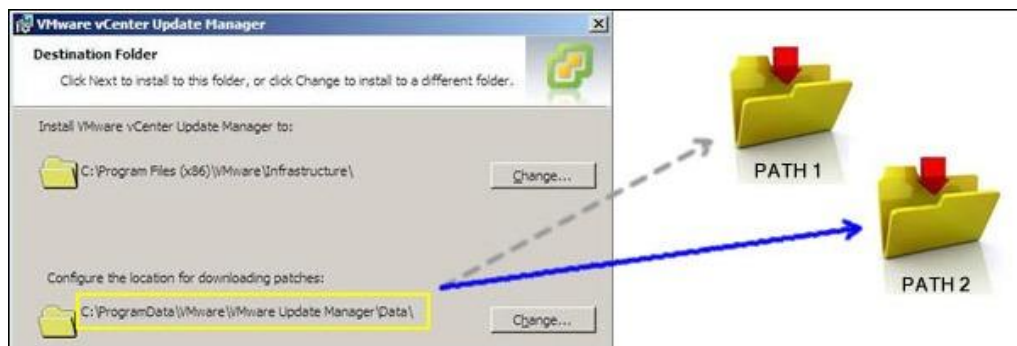 VMware vCenter Update Manager
Destination Folder
Click Next to install to this folder, or click Change to install to a different folder.
Install VMware vCenter Update Manager to:
C:\Program Files (x86)\VMware\Infrastructure\
Change...
PATH 1
PATH 2
Configure the location for downloading patches:
C:\ProgramData\VMware\VMware Update Manager\Data\
Change...